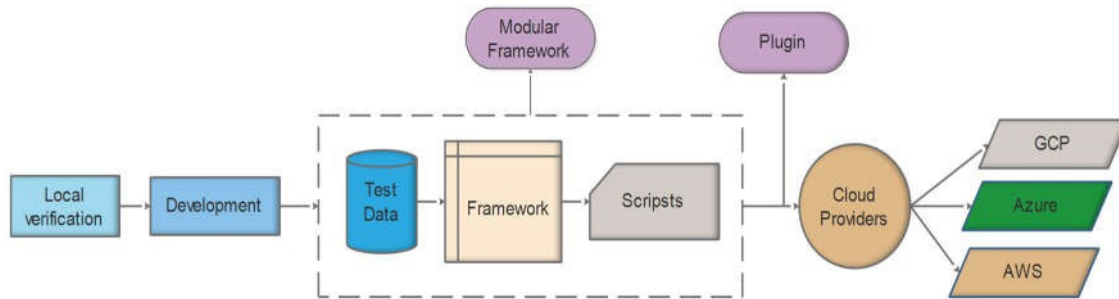 Modular
Framework
Plugin
Local
verification
Development
Test
Data
Framework
Scripsts
Cloud
Providers
GCP
Azure
AWS